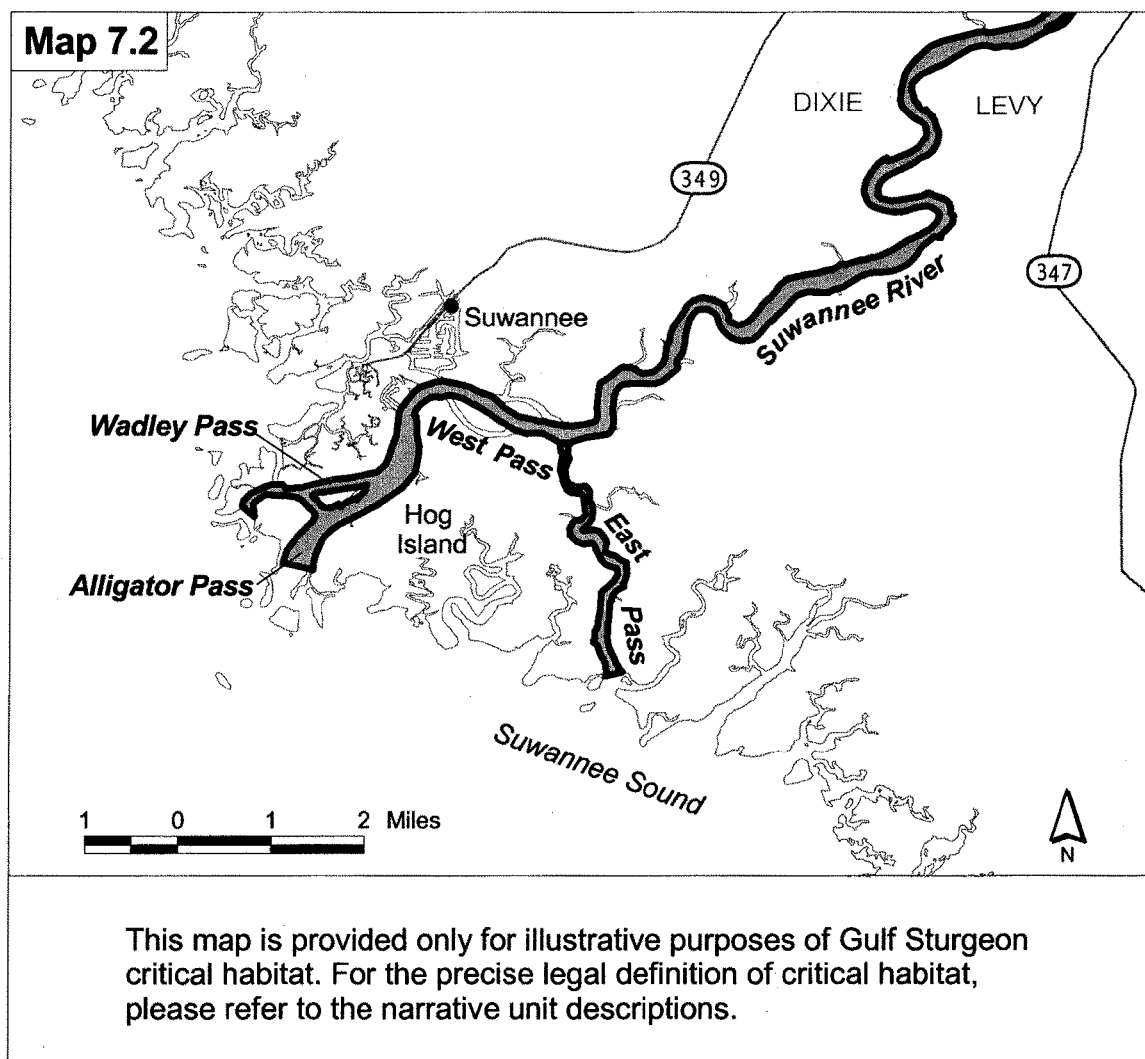 Map 7.2
DIXIE
LEVY
349
347
Suwannee River
Suwannee
Wadley Pass
West Pass
Hog
Island
East
Pass
Alligator Pass
Suwannee Sound
1 0 1 2 Miles
N
This map is provided only for illustrative purposes of Gulf Sturgeon
critical habitat. For the precise legal definition of critical habitat,
please refer to the narrative unit descriptions.